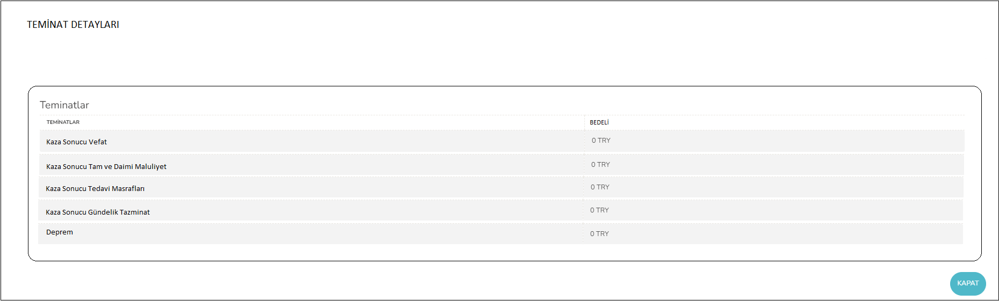 TEMİNAT DETAYLARI
Teminatlar
TEMİNATLAR BEDELİ
Kaza Sonucu Vefat 0 TRY
Kaza Sonucu Tam ve Daimi Maluliyet 0 TRY
Kaza Sonucu Tedavi Masrafları 0 TRY
Kaza Sonucu Gündelik Tazminat 0 TRY
Deprem 0 TRY
KAPAT